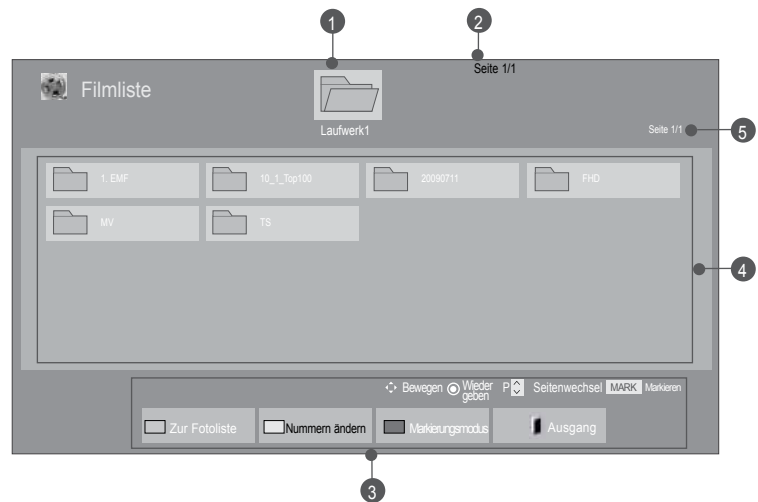 1
2
Seite 1/1
Filmliste
Laufwerk1
Seite 1/1
5
1. EMF
10_1_Top100
20090711
FHD
MV
TS
4
Bewegen Wieder geben P Seitenwechsel MARK Markieren
Zur Fotoliste Nummern ändern Markierungsmodus Ausgang
3